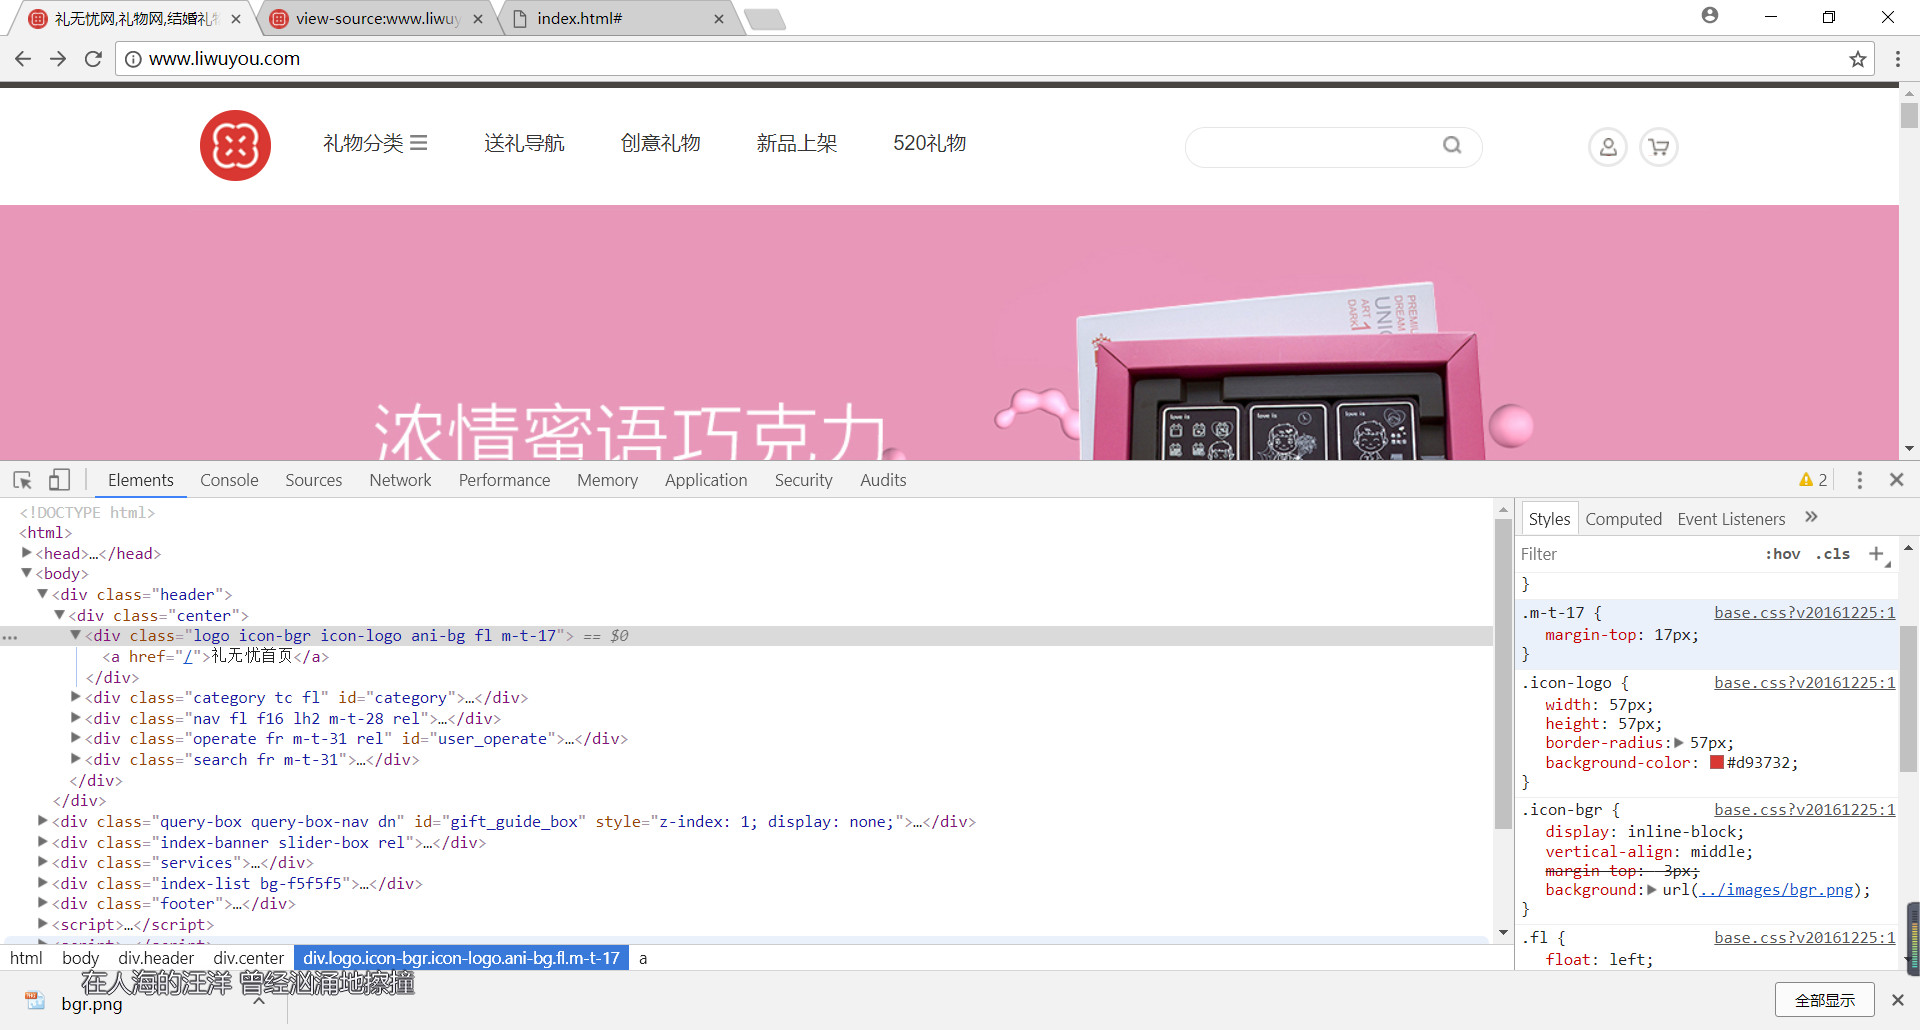 礼无忧网,礼物网,结婚礼物
view-source:www.liwuy
index.html#
www.liwuyou.com
礼物分类
送礼导航
创意礼物
新品上架
520礼物
PREMIU
DREAM
UNIQ
ART
DARK
1
浓情蜜语巧克力
love is
love is
love is
Elements Console Sources Network Performance Memory Application Security Audits
2
<!DOCTYPE html>
<html>
<head>…</head>
<body>
<div class="header">
<div class="center">
<div class="logo icon-bgr icon-logo ani-bg fl m-t-17"> == $0
<a href="/">礼无忧首页</a>
</div>
<div class="category tc fl" id="category">…</div>
<div class="nav fl f16 lh2 m-t-28 rel">…</div>
<div class="operate fr m-t-31 rel" id="user_operate">…</div>
<div class="search fr m-t-31">…</div>
</div>
</div>
<div class="query-box query-box-nav dn" id="gift_guide_box" style="z-index: 1; display: none;">…</div>
<div class="index-banner slider-box rel">…</div>
<div class="services">…</div>
<div class="index-list bg-f5f5f5">…</div>
<div class="footer">…</div>
<script>…</script>
<script>…</script>
html body div.header div.center div.logo.icon-bgr.icon-logo.ani-bg.fl.m-t-17 a
Styles Computed Event Listeners »
Filter :hov .cls +
}
.m-t-17 { base.css?v20161225:1
margin-top: 17px;
}
.icon-logo { base.css?v20161225:1
width: 57px;
height: 57px;
border-radius: 57px;
background-color: #d93732;
}
.icon-bgr { base.css?v20161225:1
display: inline-block;
vertical-align: middle;
margin-top: -3px;
background: url(../images/bgr.png);
}
.fl { base.css?v20161225:1
float: left;
在人海的汪洋 曾经汹涌地擦撞
bgr.png
全部显示